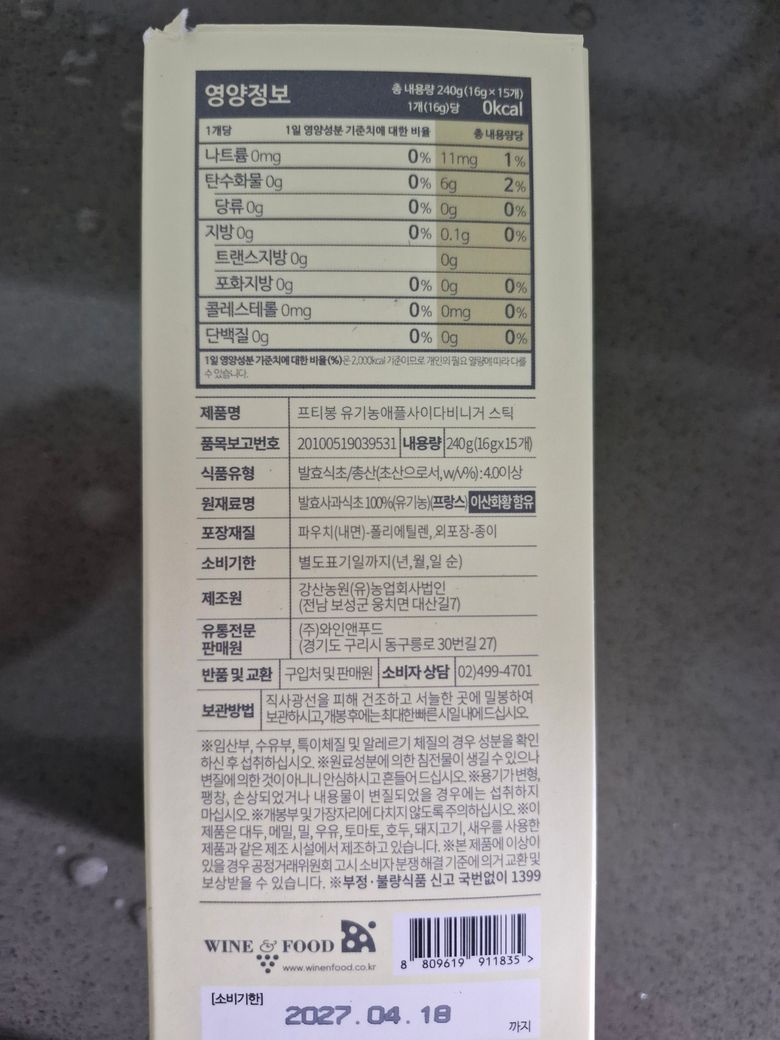 영양정보 총 내용량 240g(16g×15개)
1개(16g)당 0kcal
1개당 1일 영양성분 기준치에 대한 비율 총 내용량당
나트륨 0mg 0% 11mg 1%
탄수화물 0g 0% 6g 2%
당류 0g 0% 0g 0%
지방 0g 0% 0.1g 0%
트랜스지방 0g 0g
포화지방 0g 0% 0g 0%
콜레스테롤 0mg 0% 0mg 0%
단백질 0g 0% 0g 0%
1일 영양성분 기준치에 대한 비율(%)은 2,000kcal 기준이므로 개인의 필요 열량에 따라 다를
수 있습니다.
제품명 프티봉 유기농애플사이다비니거 스틱
품목보고번호 20100519039531 내용량 240g(16gx15개)
식품유형 발효식초/총산(초산으로서, w/v%) : 4.0이상
원재료명 발효사과식초 100%(유기농)(프랑스) 이산화황 함유
포장재질 파우치(내면)-폴리에틸렌, 외포장-종이
소비기한 별도표기일까지(년,월,일 순)
제조원 강산농원(유)농업회사법인
(전남 보성군 웅치면 대산길7)
유통전문 (주)와인앤푸드
판매원 (경기도 구리시 동구릉로 30번길 27)
반품 및 교환 구입처 및 판매원 소비자 상담 02)499-4701
보관방법 직사광선을 피해 건조하고 서늘한 곳에 밀봉하여
보관하시고, 개봉 후에는 최대한 빠른 시일 내에 드십시오.
※임산부, 수유부, 특이체질 및 알레르기 체질의 경우 성분을 확인
하신 후 섭취하십시오. ※원료성분에 의한 침전물이 생길 수 있으나
변질에 의한 것이 아니니 안심하시고 흔들어 드십시오. ※용기가 변형,
팽창, 손상되었거나 내용물이 변질되었을 경우에는 섭취하지
마십시오. ※개봉부 및 가장자리에 다치지 않도록 주의하십시오. ※이
제품은 대두, 메밀, 밀, 우유, 토마토, 호두, 돼지고기, 새우를 사용한
제품과 같은 제조 시설에서 제조하고 있습니다. ※본 제품에 이상이
있을 경우 공정거래위원회 고시 소비자 분쟁 해결 기준에 의거 교환 및
보상받을 수 있습니다. ※부정·불량식품 신고 국번없이 1399
WINE & FOOD
www.winenfood.co.kr
8 809619 911835 >
[소비기한]
2027.04.18
까지